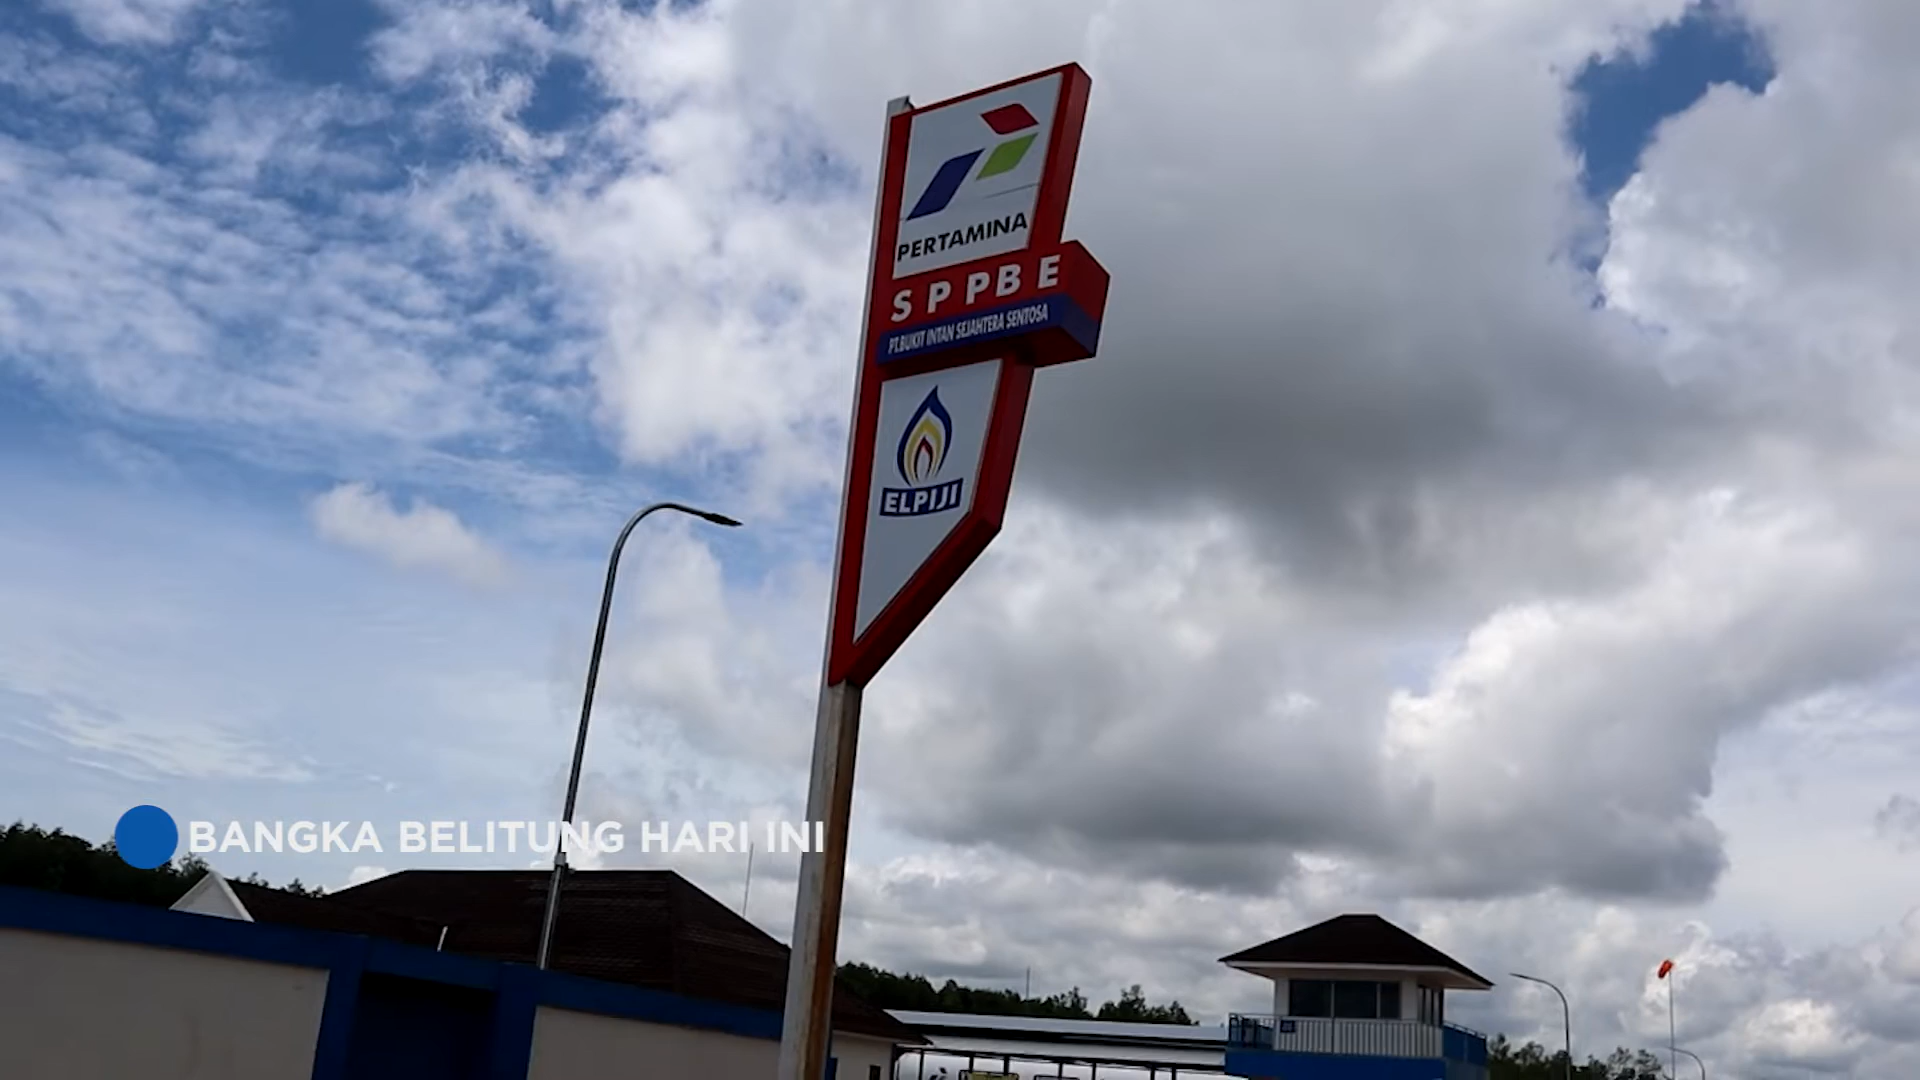 PERTAMINA
SPPBE
PT.BUKIT INTAN SEJAHTERA SENTOSA
ELPIJI
BANGKA BELITUNG HARI INI